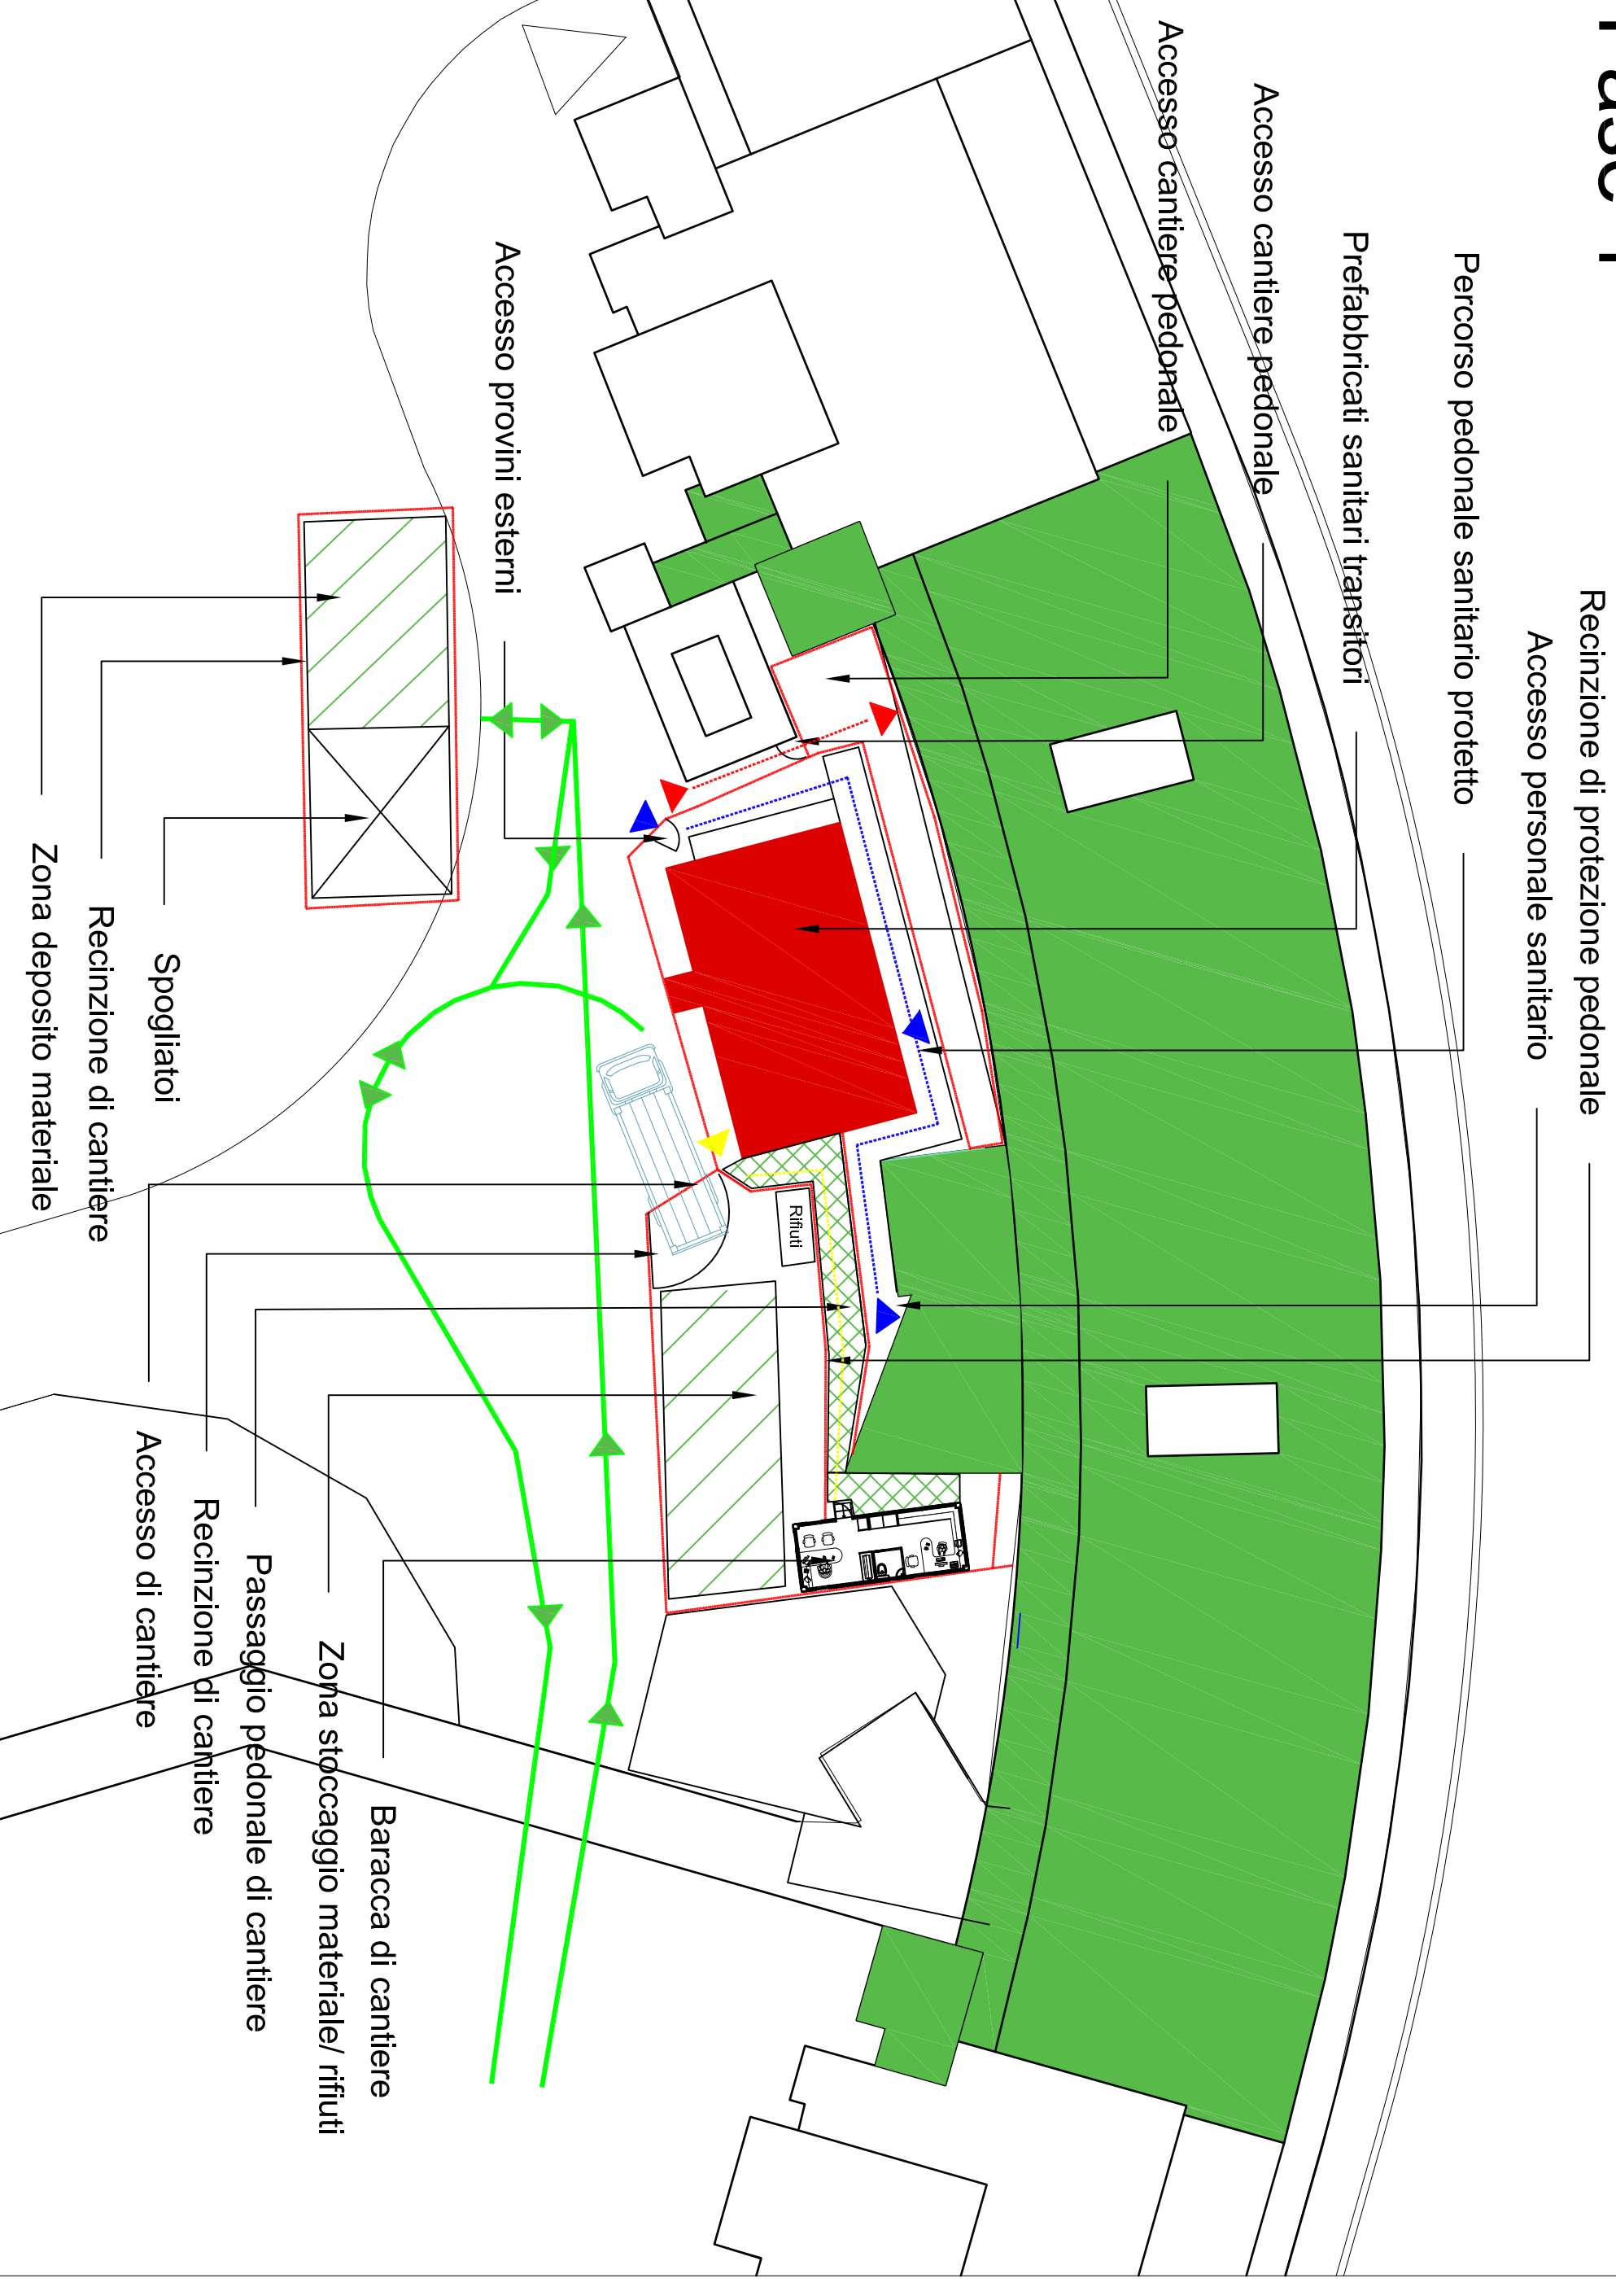 Recinzione di protezione pedonale
Accesso personale sanitario
Percorso pedonale sanitario protetto
Prefabbricati sanitari transitori
Accesso cantiere pedonale
Accesso cantiere pedonale
Accesso provini esterni
Rifiuti
Baracca di cantiere
Zona stoccaggio materiale/ rifiuti
Passaggio pedonale di cantiere
Recinzione di cantiere
Accesso di cantiere
Spogliatoi
Recinzione di cantiere
Zona deposito materiale